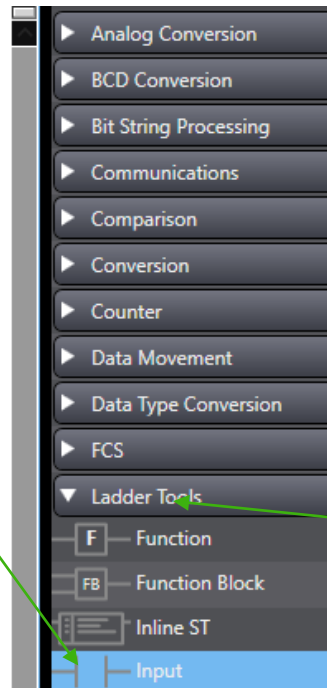 Analog Conversion
BCD Conversion
Bit String Processing
Communications
Comparison
Conversion
Counter
Data Movement
Data Type Conversion
FCS
Ladder Tools
F Function
FB Function Block
Inline ST
Input